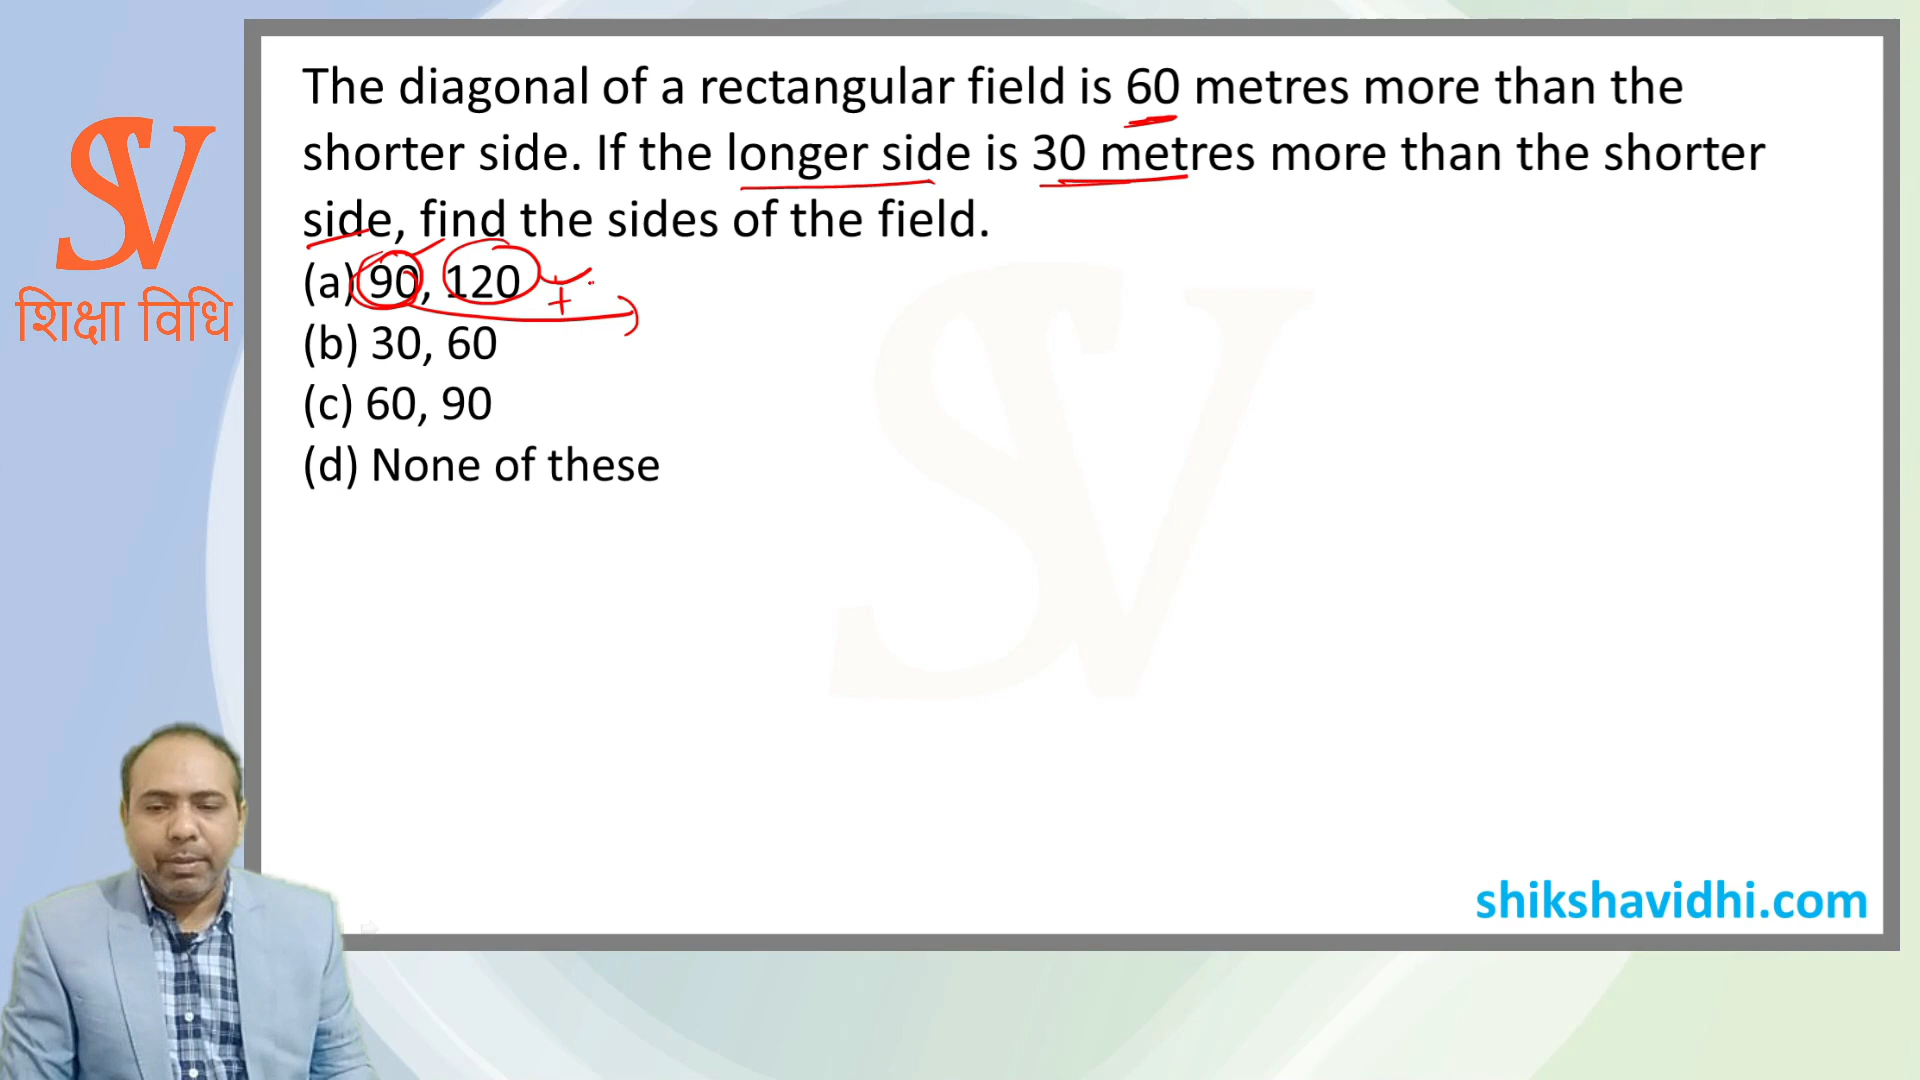 The diagonal of a rectangular field is 60 metres more than the
shorter side. If the longer side is 30 metres more than the shorter
side, find the sides of the field.
(a) 90, 120
+
(b) 30, 60
(c) 60, 90
(d) None of these
SV
शिक्षा विधि
SV
shikshavidhi.com